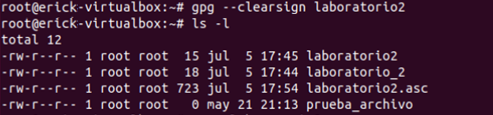 root@erick-virtualbox:~# gpg --clearsign laboratorio2
root@erick-virtualbox:~# ls -l
total 12
-rw-r--r-- 1 root root  15 jul  5 17:45 laboratorio2
-rw-r--r-- 1 root root  18 jul  5 17:44 laboratorio_2
-rw-r--r-- 1 root root 723 jul  5 17:54 laboratorio2.asc
-rw-r--r-- 1 root root   0 may 21 21:13 prueba_archivo